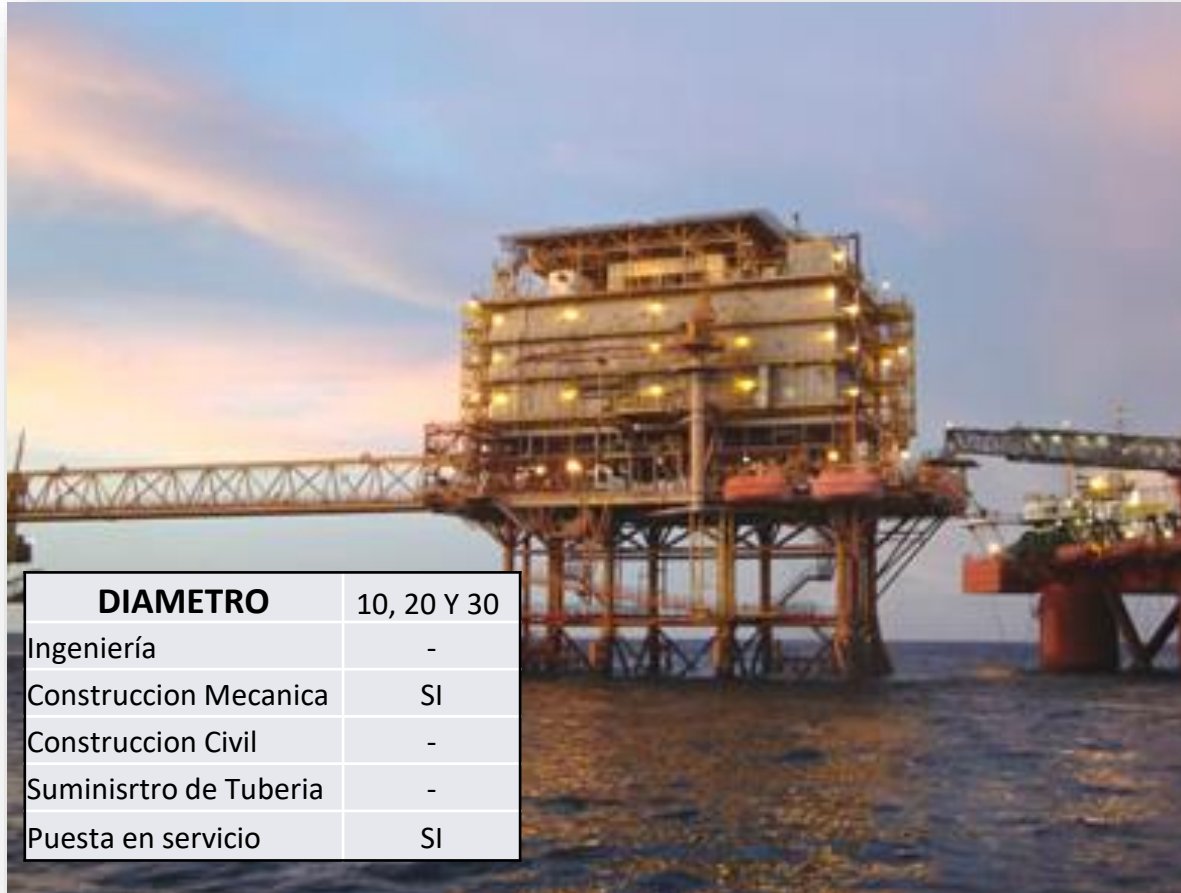 DIAMETRO 10, 20 Y 30
Ingeniería -
Construccion Mecanica SI
Construccion Civil -
Suminisrtro de Tuberia -
Puesta en servicio SI